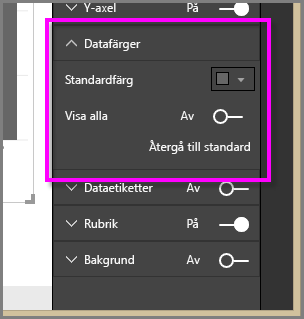 Y-axel På
Datafärger
Standardfärg
Visa alla Av
Återgå till standard
Dataetiketter Av
Rubrik På
Bakgrund Av